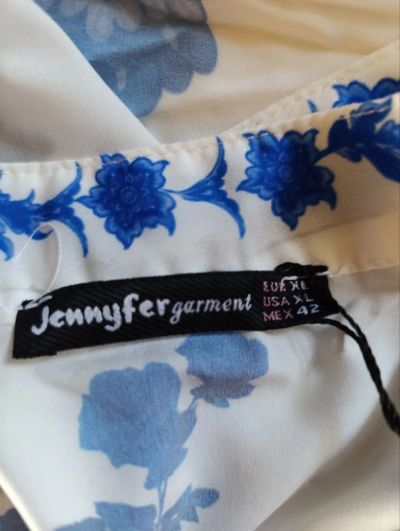 Jennyfer garment
EUR XL
USA XL
MEX 42